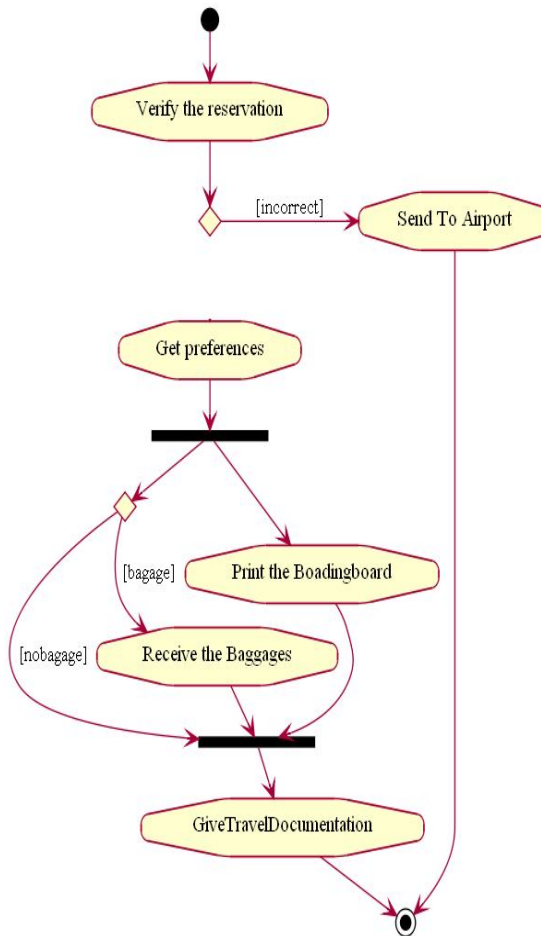 Verify the reservation
[incorrect]
Send To Airport
Get preferences
[bagage]
Print the Boadingboard
[nobagage]
Receive the Baggages
GiveTravelDocumentation